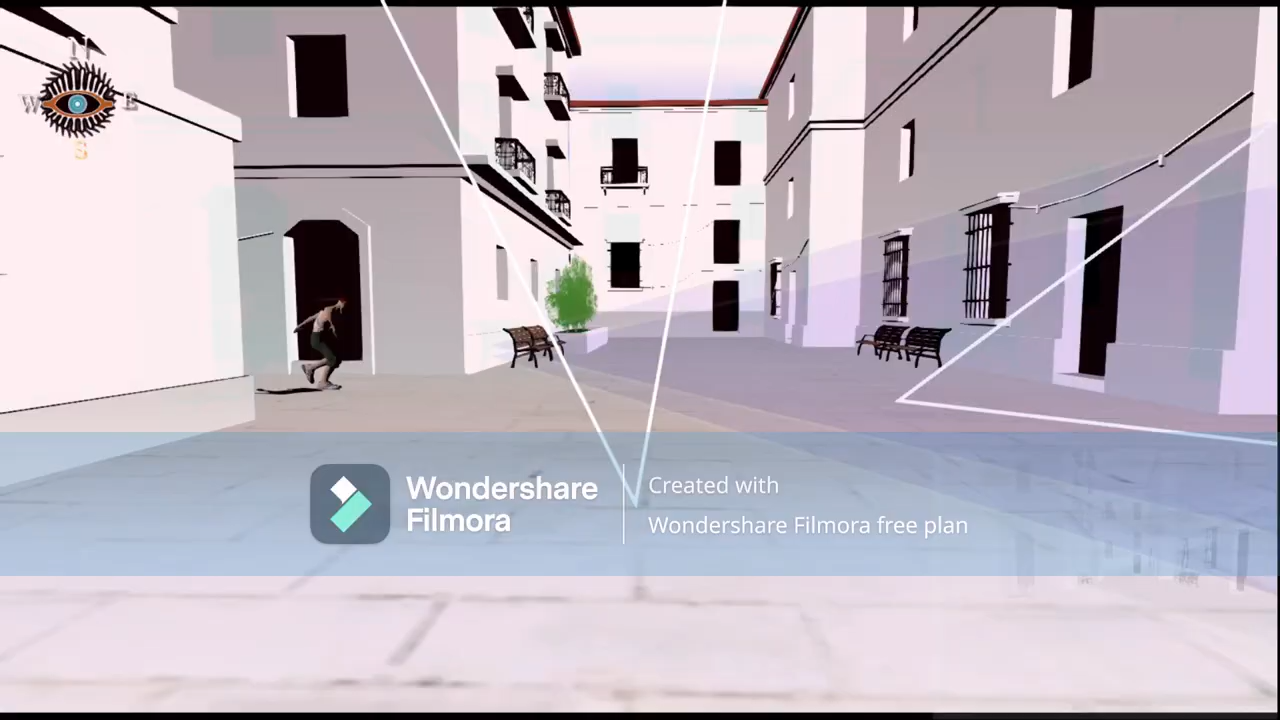 N
W E
S
Wondershare
Filmora
Created with
Wondershare Filmora free plan